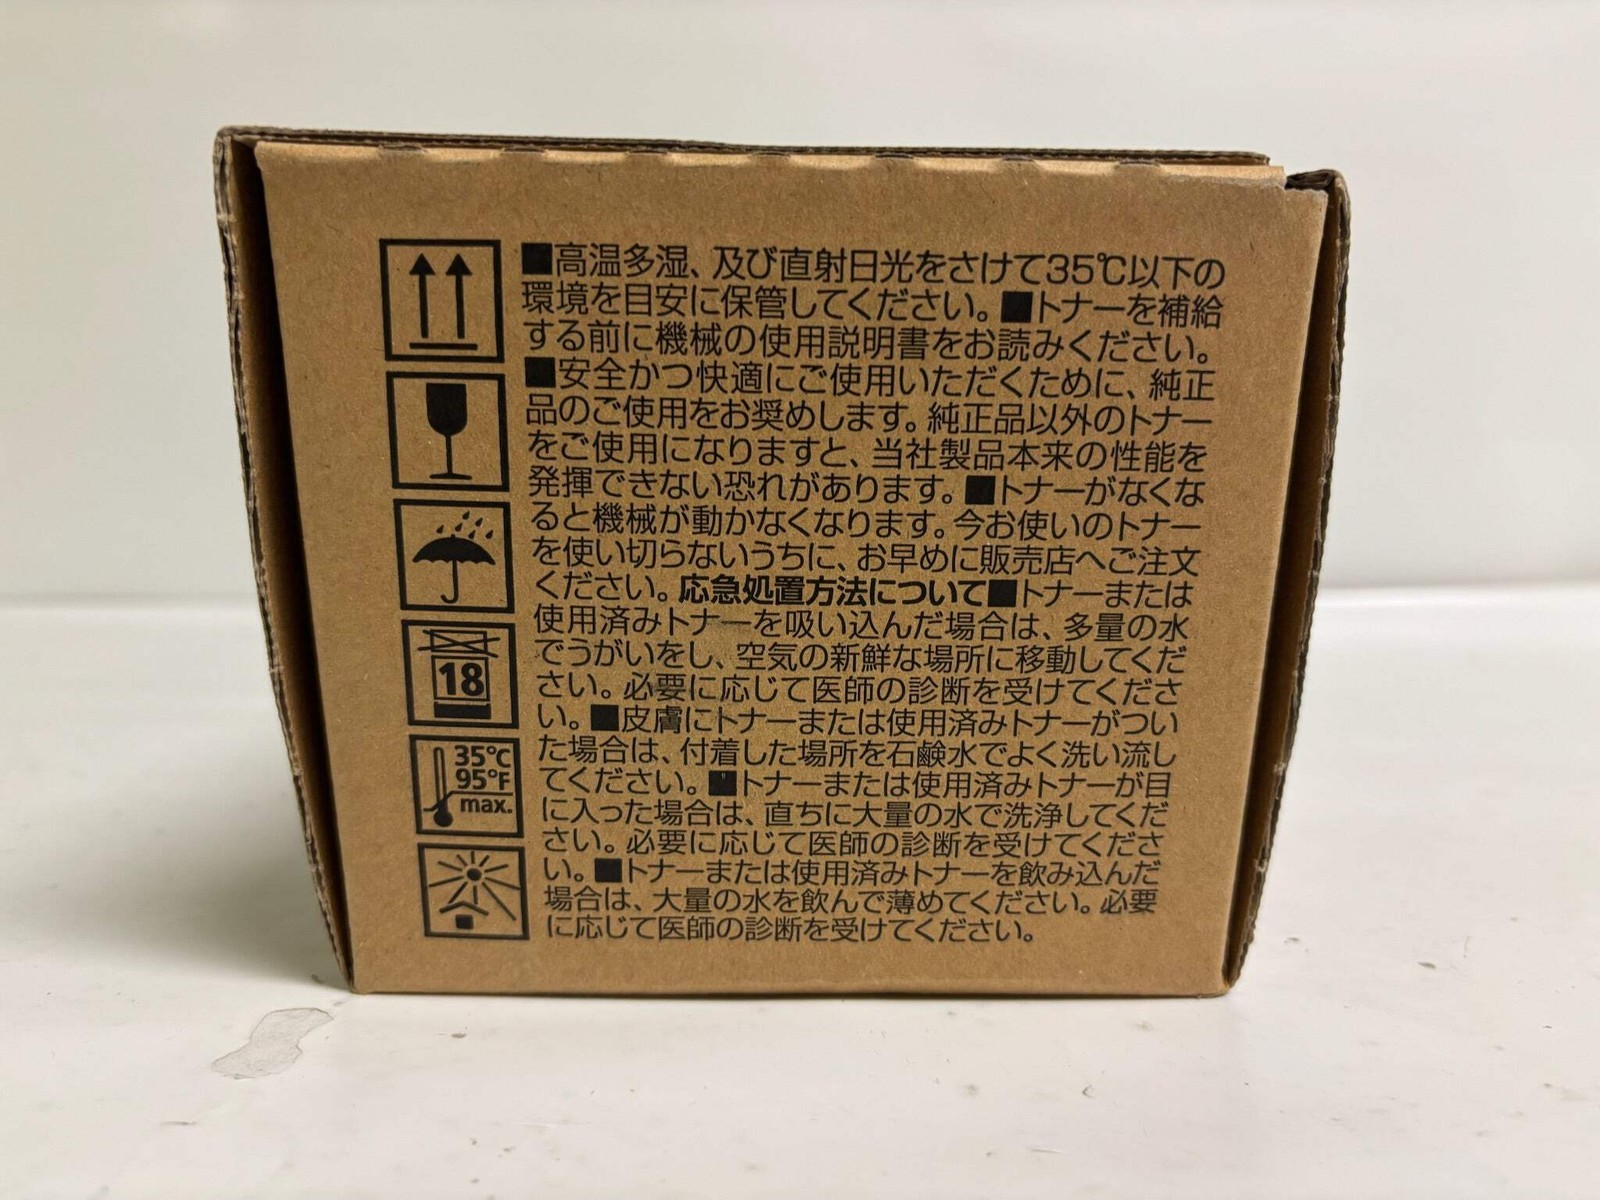 ■高温多湿、及び直射日光をさけて35℃以下の
環境を目安に保管してください。■トナーを補給
する前に機械の使用説明書をお読みください。
■安全かつ快適にご使用いただくために、純正
品のご使用をお奨めします。純正品以外のトナー
をご使用になりますと、当社製品本来の性能を
発揮できない恐れがあります。■トナーがなくな
ると機械が動かなくなります。今お使いのトナー
を使い切らないうちに、お早めに販売店へご注文
ください。応急処置方法について■トナーまたは
使用済みトナーを吸い込んだ場合は、多量の水
でうがいをし、空気の新鮮な場所に移動してくだ
さい。必要に応じて医師の診断を受けてくださ
い。■皮膚にトナーまたは使用済みトナーがつい
た場合は、付着した場所を石鹸水でよく洗い流し
てください。■トナーまたは使用済みトナーが目
に入った場合は、直ちに大量の水で洗浄してくだ
さい。必要に応じて医師の診断を受けてくださ
い。■トナーまたは使用済みトナーを飲み込んだ
場合は、大量の水を飲んで薄めてください。必要
に応じて医師の診断を受けてください。
18
35℃
95°F
max.